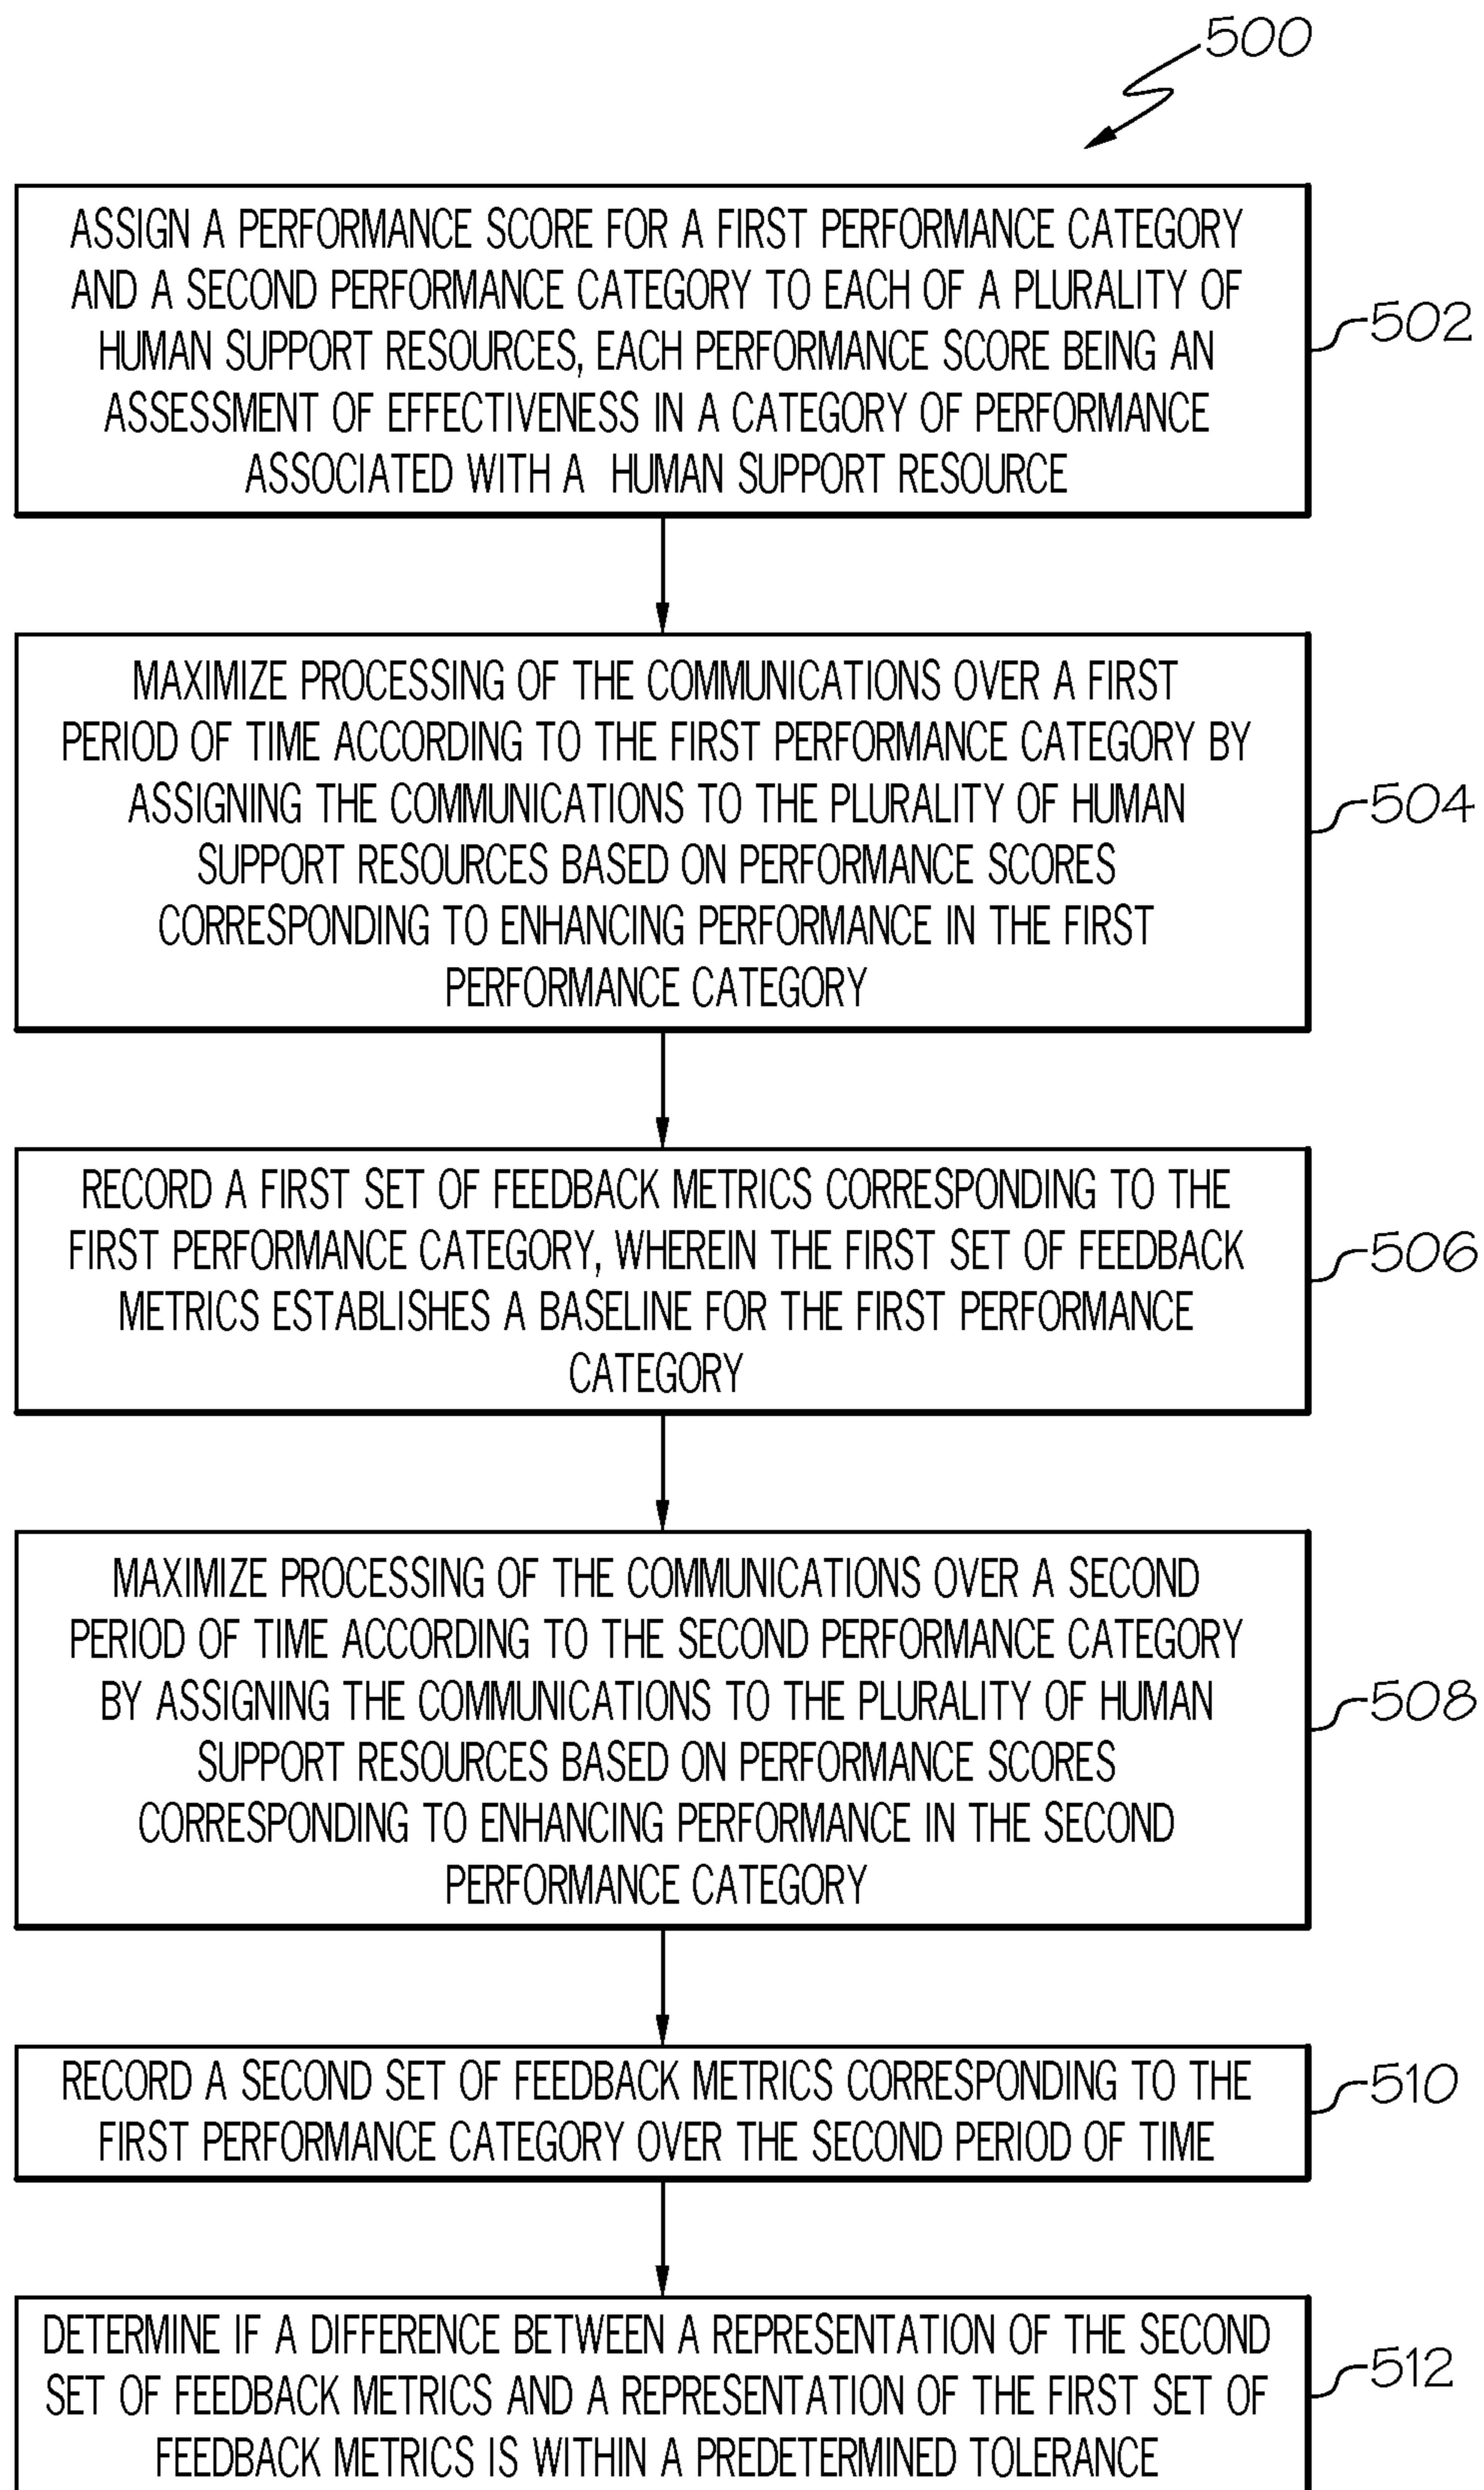 500
ASSIGN A PERFORMANCE SCORE FOR A FIRST PERFORMANCE CATEGORY
AND A SECOND PERFORMANCE CATEGORY TO EACH OF A PLURALITY OF
HUMAN SUPPORT RESOURCES, EACH PERFORMANCE SCORE BEING AN
ASSESSMENT OF EFFECTIVENESS IN A CATEGORY OF PERFORMANCE
ASSOCIATED WITH A HUMAN SUPPORT RESOURCE
502
MAXIMIZE PROCESSING OF THE COMMUNICATIONS OVER A FIRST
PERIOD OF TIME ACCORDING TO THE FIRST PERFORMANCE CATEGORY BY
ASSIGNING THE COMMUNICATIONS TO THE PLURALITY OF HUMAN
SUPPORT RESOURCES BASED ON PERFORMANCE SCORES
CORRESPONDING TO ENHANCING PERFORMANCE IN THE FIRST
PERFORMANCE CATEGORY
504
RECORD A FIRST SET OF FEEDBACK METRICS CORRESPONDING TO THE
FIRST PERFORMANCE CATEGORY, WHEREIN THE FIRST SET OF FEEDBACK
METRICS ESTABLISHES A BASELINE FOR THE FIRST PERFORMANCE
CATEGORY
506
MAXIMIZE PROCESSING OF THE COMMUNICATIONS OVER A SECOND
PERIOD OF TIME ACCORDING TO THE SECOND PERFORMANCE CATEGORY
BY ASSIGNING THE COMMUNICATIONS TO THE PLURALITY OF HUMAN
SUPPORT RESOURCES BASED ON PERFORMANCE SCORES
CORRESPONDING TO ENHANCING PERFORMANCE IN THE SECOND
PERFORMANCE CATEGORY
508
RECORD A SECOND SET OF FEEDBACK METRICS CORRESPONDING TO THE
FIRST PERFORMANCE CATEGORY OVER THE SECOND PERIOD OF TIME
510
DETERMINE IF A DIFFERENCE BETWEEN A REPRESENTATION OF THE SECOND
SET OF FEEDBACK METRICS AND A REPRESENTATION OF THE FIRST SET OF
FEEDBACK METRICS IS WITHIN A PREDETERMINED TOLERANCE
512